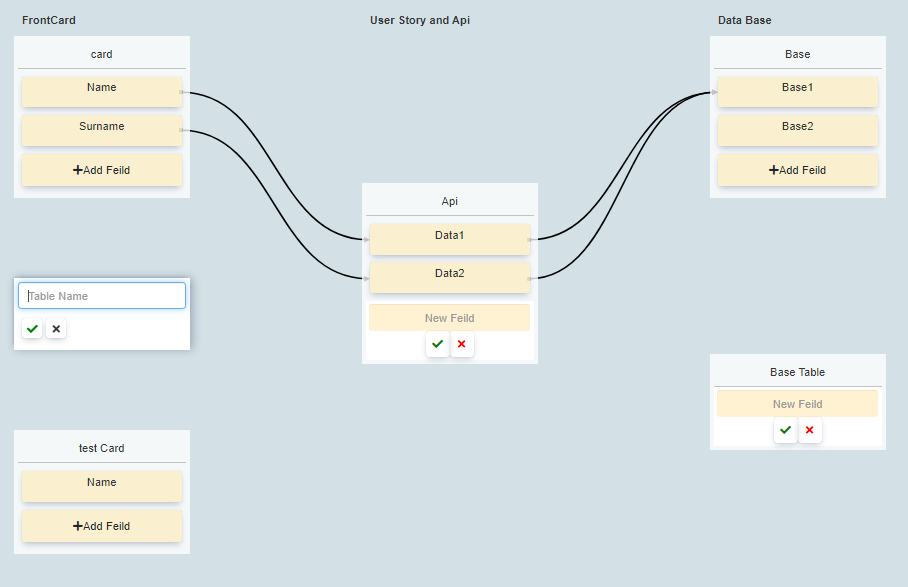 FrontCard
User Story and Api
Data Base
card
Name
Surname
Add Feild
Table Name
test Card
Name
Add Feild
Api
Data1
Data2
New Feild
Base
Base1
Base2
Add Feild
Base Table
New Feild